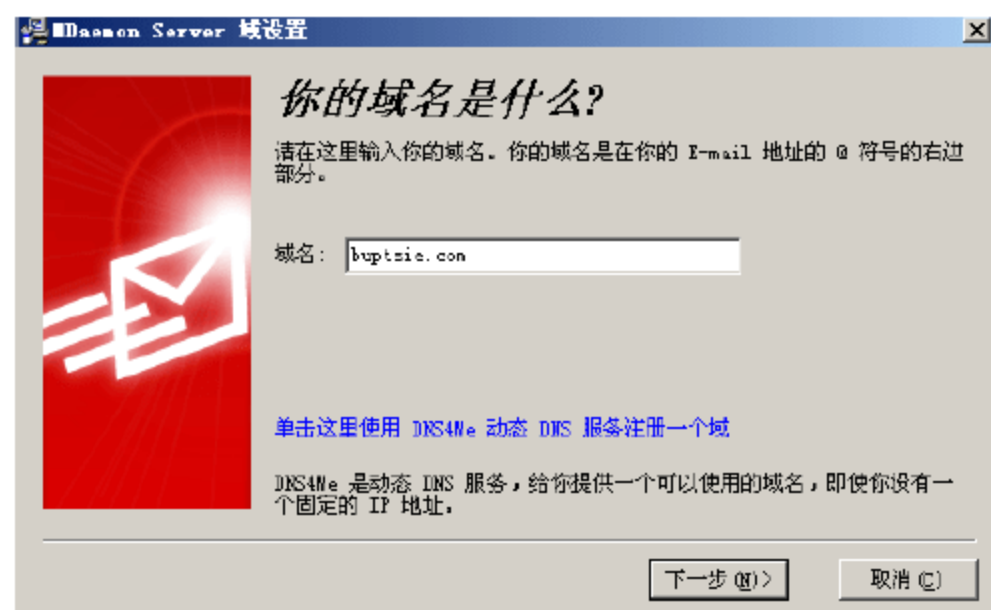 MDaemon Server 域设置
你的域名是什么?
请在这里输入你的域名。你的域名是在你的 E-mail 地址的 @ 符号的右边
部分。
域名: buptsie.com
单击这里使用 DNS4Me 动态 DNS 服务注册一个域
DNS4Me 是动态 DNS 服务,给你提供一个可以使用的域名,即使你没有一
个固定的 IP 地址.
下一步(N)> 取消(C)